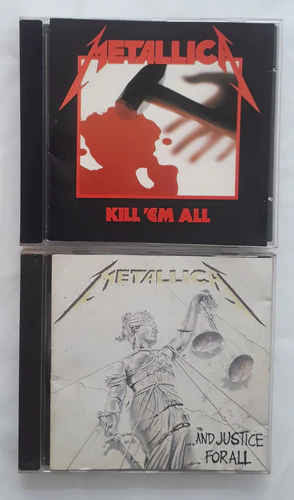 METALLICA
KILL 'EM ALL
METALLICA
...AND JUSTICE
FOR ALL